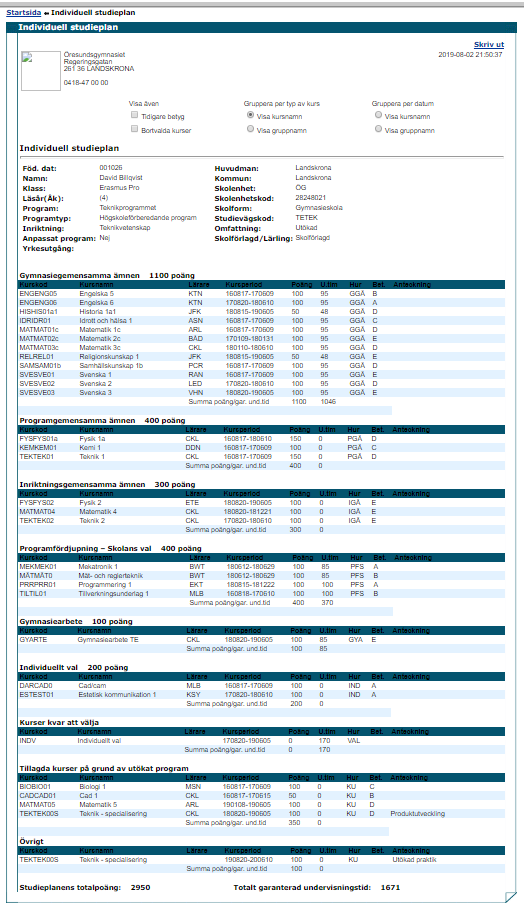 Startsida ⬌ Individuell studieplan
Individuell studieplan
Skriv ut
2019-08-02 21:50:37
Öresundsgymnasiet
Regeringsgatan
261 36 LANDSKRONA
0418-47 00 00
Visa även Gruppera per typ av kurs Gruppera per datum
Tidigare betyg Visa kursnamn Visa kursnamn
Bortvalda kurser Visa gruppnamn Visa gruppnamn
Individuell studieplan
Föd. dat: 001026 Huvudman: Landskrona
Namn: David Billqvist Kommun: Landskrona
Klass: Erasmus Pro Skolenhet: ÖG
Läsår(Åk): (4) Skolenhetskod: 28248021
Program: Teknikprogrammet Skolform: Gymnasieskola
Programtyp: Högskoleförberedande program Studievägskod: TETEK
Inriktning: Teknikvetenskap Omfattning: Utökad
Anpassat program: Nej Skolförlagd/Lärling: Skolförlagd
Yrkesutgång:
Gymnasiegemensamma ämnen 1100 poäng
Kurskod Kursnamn Lärare Kursperiod Poäng U.tim Hur Bet. Anteckning
ENGENG05 Engelska 5 KTN 160817-170609 100 95 GGÄ B
ENGENG06 Engelska 6 KTN 170820-180610 100 95 GGÄ A
HISHIS01a1 Historia 1a1 JFK 180815-190605 50 48 GGÄ D
IDRIDR01 Idrott och hälsa 1 ASN 160817-170609 100 95 GGÄ C
MATMAT01c Matematik 1c ARL 160817-170609 100 95 GGÄ D
MATMAT02c Matematik 2c BAD 170109-180131 100 95 GGÄ E
MATMAT03c Matematik 3c CKL 180110-180610 100 95 GGÄ E
RELREL01 Religionskunskap 1 JFK 180815-190605 50 48 GGÄ E
SAMSAM01b Samhällskunskap 1b PCR 160817-170609 100 95 GGÄ D
SVESVE01 Svenska 1 RAN 160817-170609 100 95 GGÄ E
SVESVE02 Svenska 2 LED 170820-180610 100 95 GGÄ D
SVESVE03 Svenska 3 VHN 180820-190605 100 95 GGÄ E
Summa poäng/gar. und.tid 1100 1046
Programgemensamma ämnen 400 poäng
Kurskod Kursnamn Lärare Kursperiod Poäng U.tim Hur Bet. Anteckning
FYSFYS01a Fysik 1a CKL 160817-180610 150 0 PGÄ D
KEMKEM01 Kemi 1 DDN 160817-170609 100 0 PGÄ C
TEKTEK01 Teknik 1 CKL 160817-170609 150 0 PGÄ D
Summa poäng/gar. und.tid 400 0
Inriktningsgemensamma ämnen 300 poäng
Kurskod Kursnamn Lärare Kursperiod Poäng U.tim Hur Bet. Anteckning
FYSFYS02 Fysik 2 ETE 180820-190605 100 0 IGÄ E
MATMAT04 Matematik 4 CKL 180820-181221 100 0 IGÄ E
TEKTEK02 Teknik 2 CKL 170820-180610 100 0 IGÄ E
Summa poäng/gar. und.tid 300 0
Programfördjupning – Skolans val 400 poäng
Kurskod Kursnamn Lärare Kursperiod Poäng U.tim Hur Bet. Anteckning
MEKMEK01 Mekatronik 1 BWT 180612-180629 100 85 PFS A
MÄTMÄT0 Mät- och reglerteknik BWT 180612-180629 100 85 PFS B
PRRPRR01 Programmering 1 EKT 180815-181222 100 100 PFS A
TILTIL01 Tillverkningsunderlag 1 MLB 160818-170610 100 100 PFS B
Summa poäng/gar. und.tid 400 370
Gymnasiearbete 100 poäng
Kurskod Kursnamn Lärare Kursperiod Poäng U.tim Hur Bet. Anteckning
GYARTE Gymnasiearbete TE CKL 180820-190605 100 85 GYA E
Summa poäng/gar. und.tid 100 85
Individuellt val 200 poäng
Kurskod Kursnamn Lärare Kursperiod Poäng U.tim Hur Bet. Anteckning
DARCAD0 Cad/cam MLB 160817-170609 100 0 IND A
ESTEST01 Estetisk kommunikation 1 KSY 170820-180610 100 0 IND A
Summa poäng/gar. und.tid 200 0
Kurser kvar att välja
Kurskod Kursnamn Lärare Kursperiod Poäng U.tim Hur Bet. Anteckning
INDV Individuellt val 170820-190605 0 170 VAL
Summa poäng/gar. und.tid 0 170
Tillagda kurser på grund av utökat program
Kurskod Kursnamn Lärare Kursperiod Poäng U.tim Hur Bet. Anteckning
BIOBIO01 Biologi 1 MSN 160817-170609 100 0 KU C
CADCAD01 Cad 1 CKL 160817-170615 50 0 KU B
MATMAT05 Matematik 5 ARL 190108-190605 100 0 KU D
TEKTEK00S Teknik - specialisering CKL 180820-190605 100 0 KU D Produktutveckling
Summa poäng/gar. und.tid 350 0
Övrigt
Kurskod Kursnamn Lärare Kursperiod Poäng U.tim Hur Bet. Anteckning
TEKTEK00S Teknik - specialisering 190820-200610 100 0 KU Utökad praktik
Summa poäng/gar. und.tid 100 0
Studieplanens totalpoäng: 2950 Totalt garanterad undervisningstid: 1671